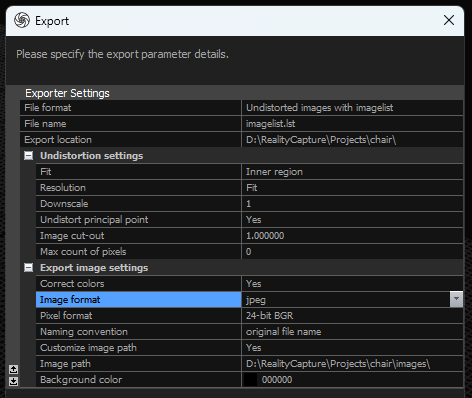 Export
Please specify the export parameter details.
Exporter Settings
File format Undistorted images with imagelist
File name imagelist.lst
Export location D:\RealityCapture\Projects\chair\
Undistortion settings
Fit Inner region
Resolution Fit
Downscale 1
Undistort principal point Yes
Image cut-out 1.000000
Max count of pixels 0
Export image settings
Correct colors Yes
Image format jpeg
Pixel format 24-bit BGR
Naming convention original file name
Customize image path Yes
Image path D:\RealityCapture\Projects\chair\images\
Background color 000000